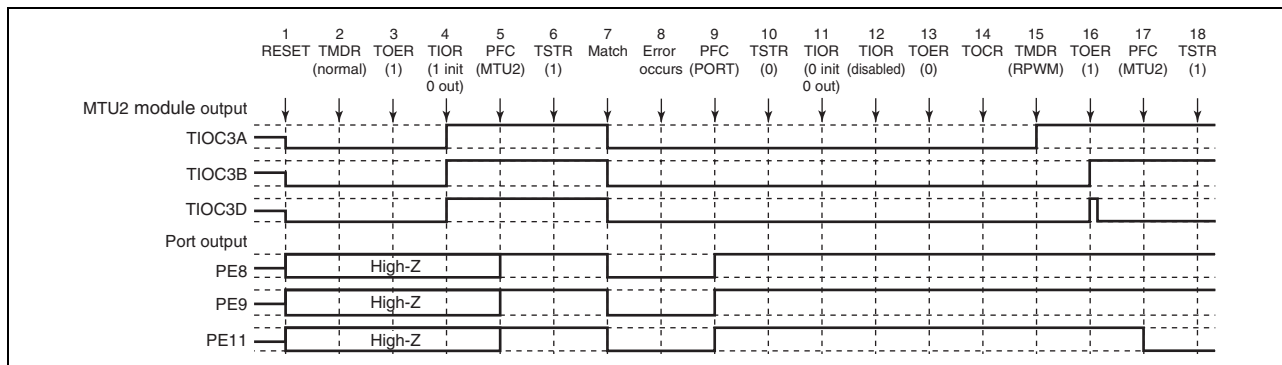 1 2 3 4 5 6 7 8 9 10 11 12 13 14 15 16 17 18
RESET TMDR TOER TIOR PFC TSTR Match Error PFC TSTR TIOR TIOR TOER TOCR TMDR TOER PFC TSTR
(normal) (1) (1 init (MTU2) (1) occurs (PORT) (0) (0 init (disabled) (0) (RPWM) (1) (MTU2) (1)
0 out) 0 out)
MTU2 module output
TIOC3A
TIOC3B
TIOC3D
Port output
PE8 High-Z
PE9 High-Z
PE11 High-Z